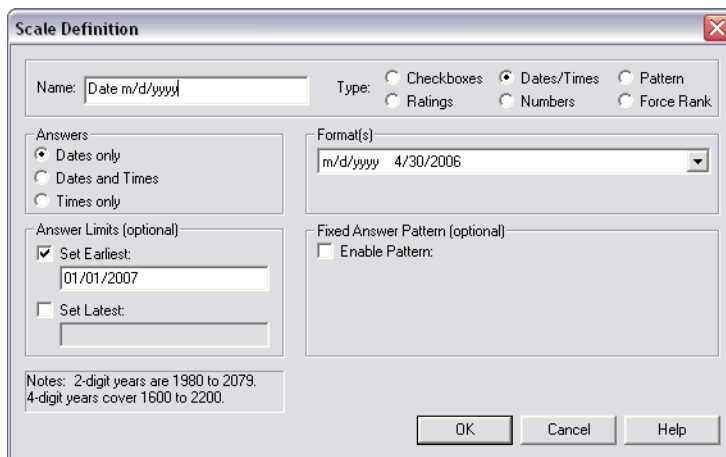 Scale Definition
Name: Date m/d/yyyy Type: Checkboxes Dates/Times Pattern
Ratings Numbers Force Rank
Answers
Dates only
Dates and Times
Times only
Format(s)
m/d/yyyy 4/30/2006
Answer Limits (optional)
Set Earliest:
01/01/2007
Set Latest:
Fixed Answer Pattern (optional)
Enable Pattern:
Notes: 2-digit years are 1980 to 2079.
4-digit years cover 1600 to 2200.
OK Cancel Help